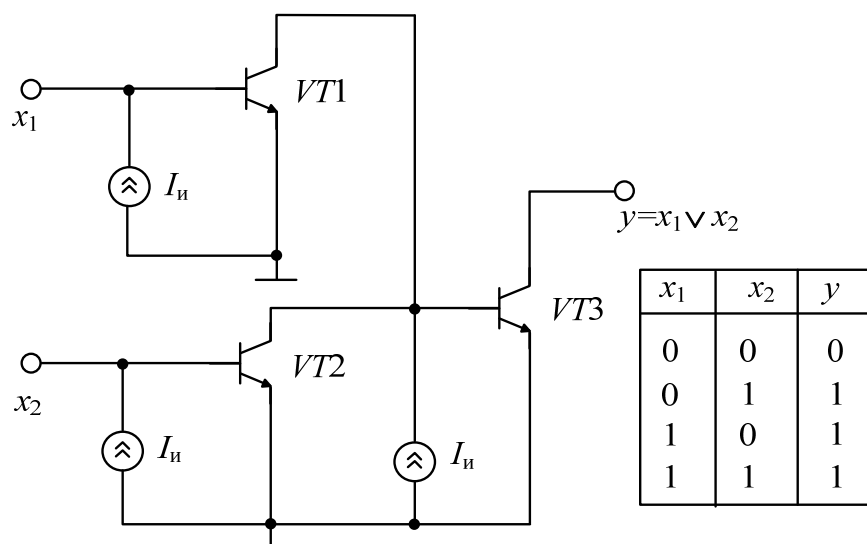 x₁
VT1
Iи
y=x₁∨x₂
x₂
VT2
Iи
Iи
VT3
x₁ x₂ y
0 0 0
0 1 1
1 0 1
1 1 1